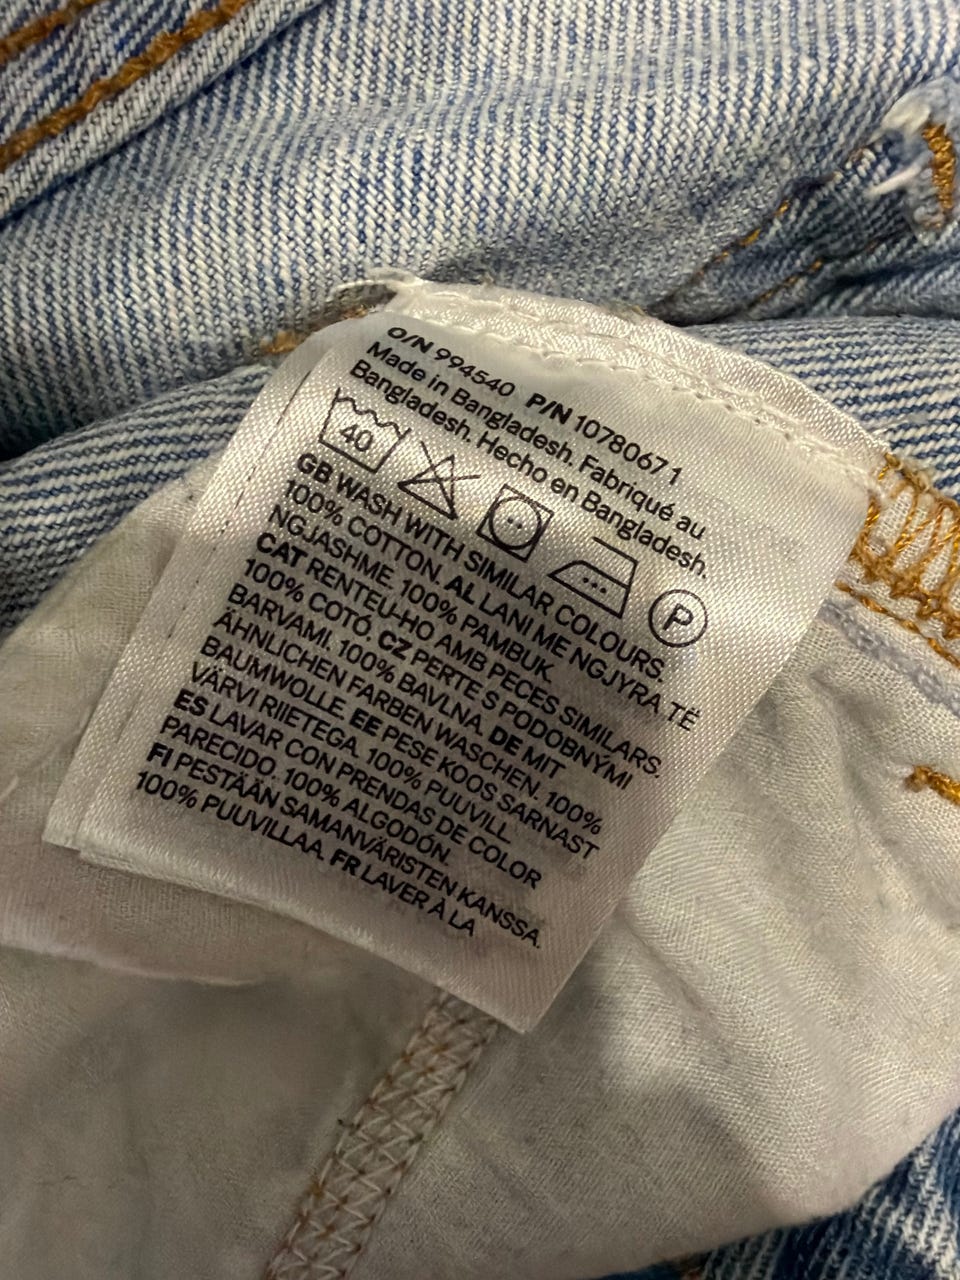 O/N 994540 P/N 10780671
Made in Bangladesh. Fabriqué au
Bangladesh. Hecho en Bangladesh.
40
P
GB WASH WITH SIMILAR COLOURS.
100% COTTON. AL LANI ME NGJYRA TË
NGJASHME. 100% PAMBUK.
CAT RENTEU-HO AMB PECES SIMILARS.
100% COTÓ. CZ PERTE S PODOBNÝMI
BARVAMI. 100% BAVLNA. DE MIT
ÄHNLICHEN FARBEN WASCHEN. 100%
BAUMWOLLE. EE PESE KOOS SARNAST
VÄRVI RIIETEGA. 100% PUUVILL.
ES LAVAR CON PRENDAS DE COLOR
PARECIDO. 100% ALGODÓN.
FI PESTÄÄN SAMANVÄRISTEN KANSSA.
100% PUUVILLAA. FR LAVER À LA